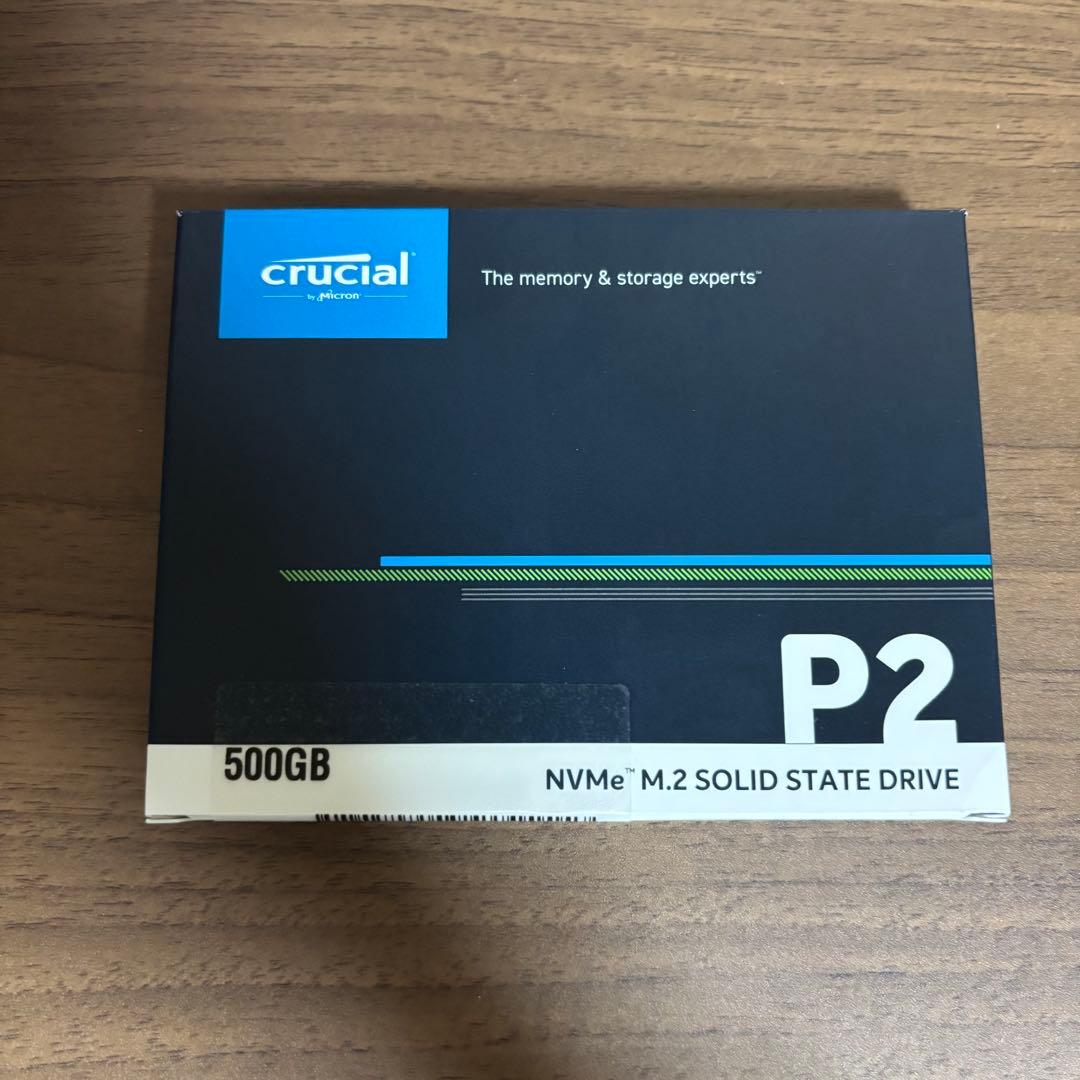 crucial®
by Micron®
The memory & storage experts™
P2
500GB
NVMe™ M.2 SOLID STATE DRIVE